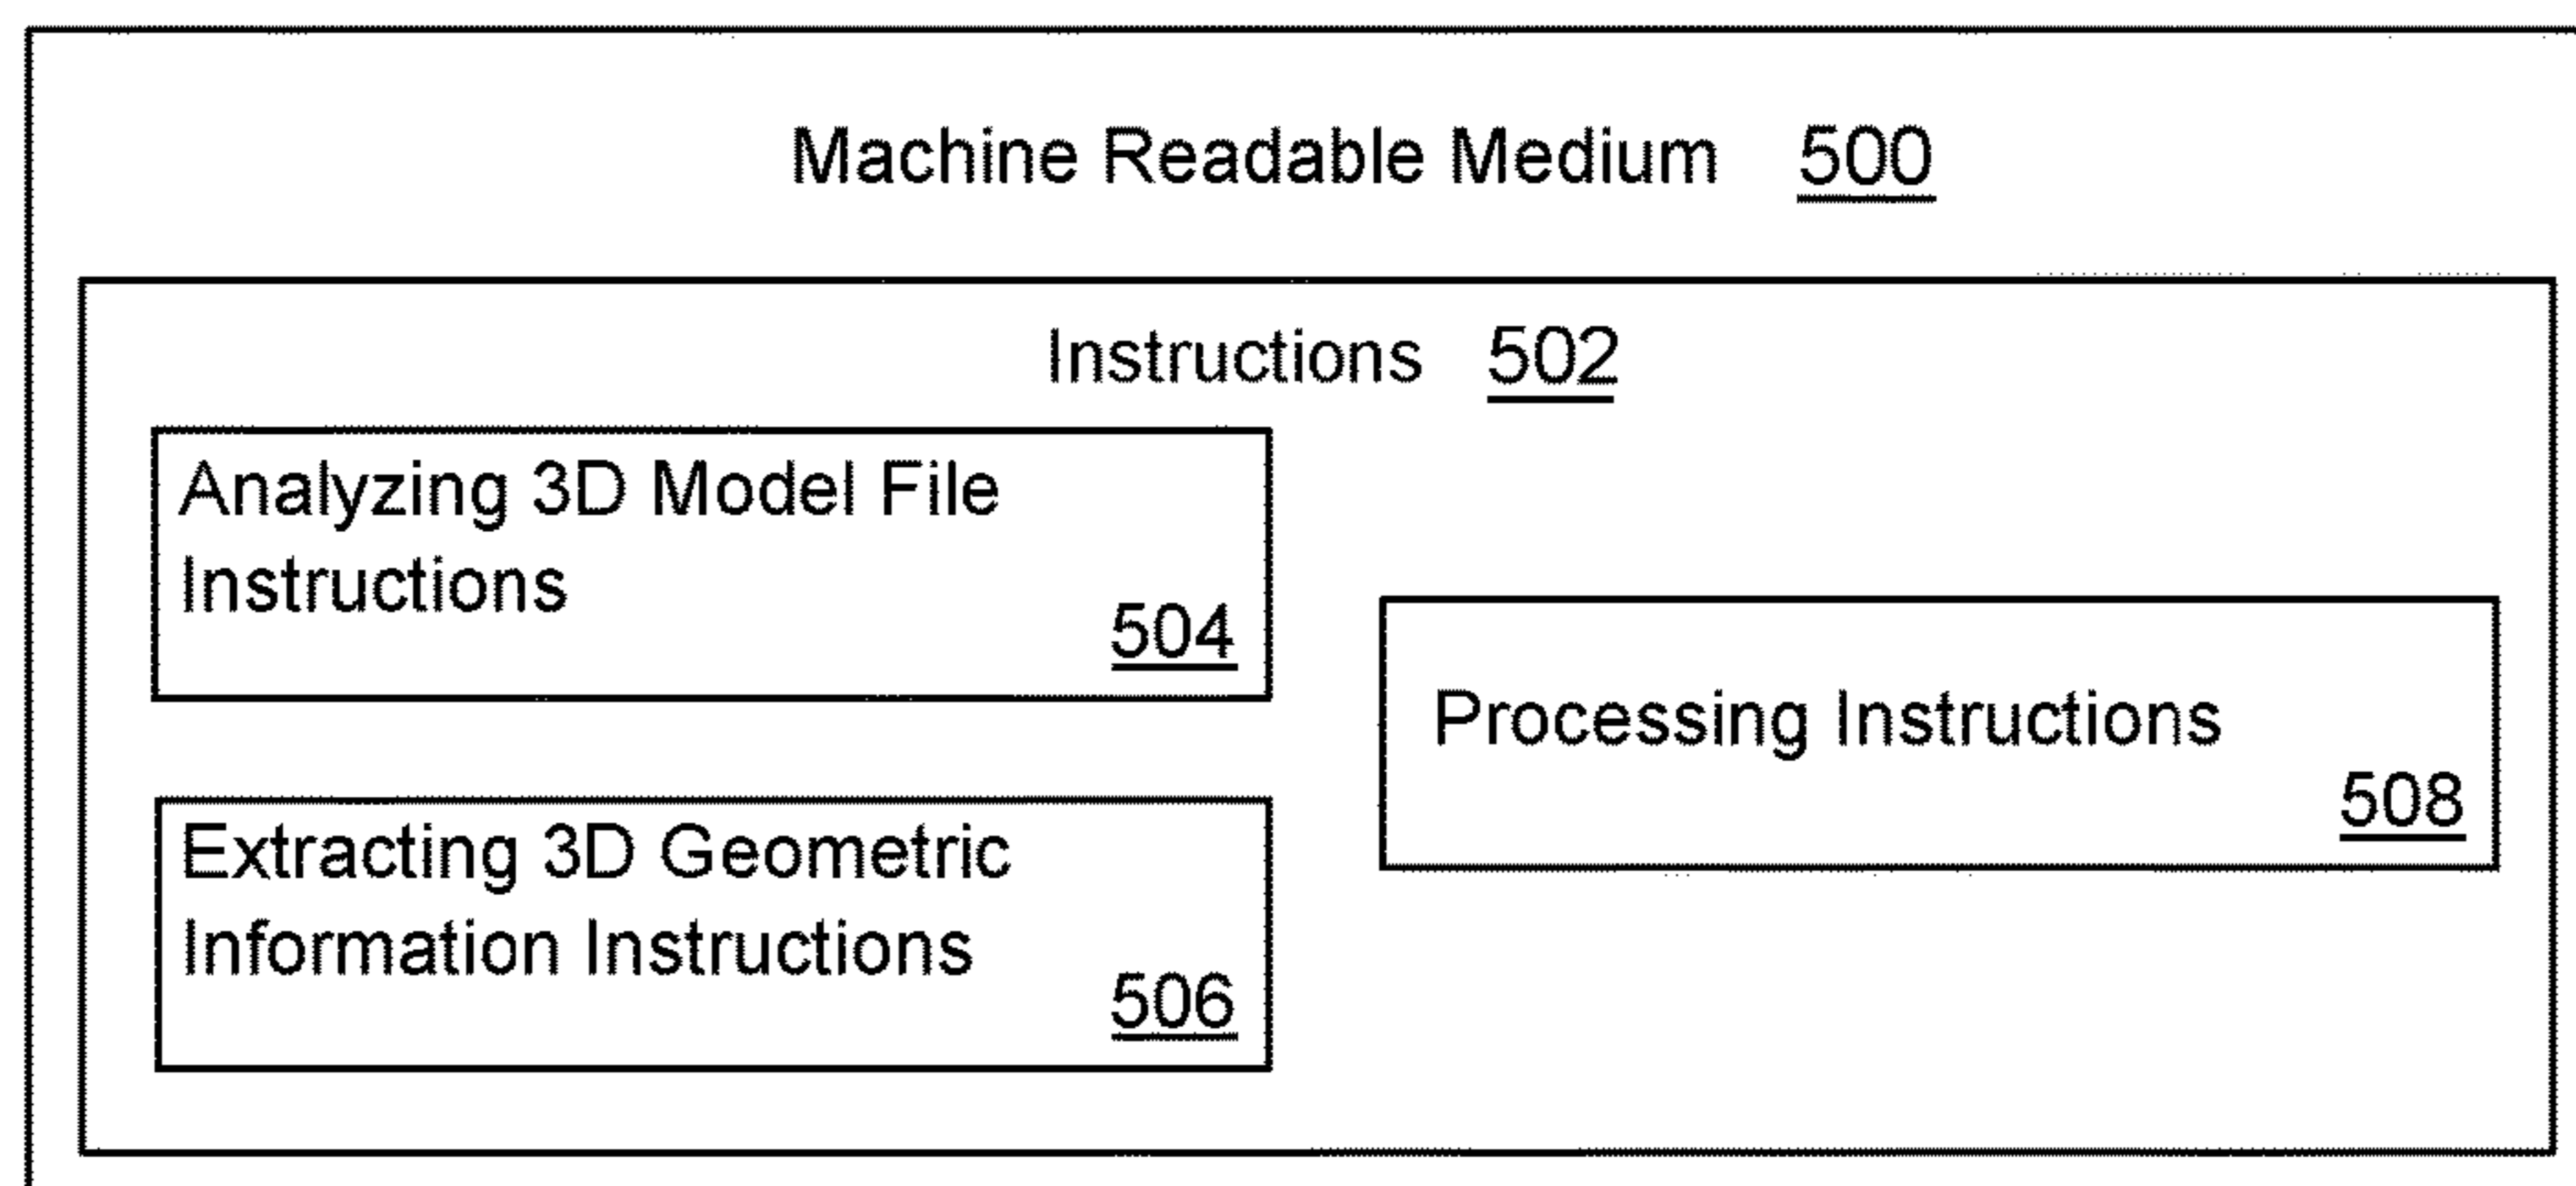 Machine Readable Medium 500
Instructions 502
Analyzing 3D Model File
Instructions
504
Extracting 3D Geometric
Information Instructions
506
Processing Instructions
508